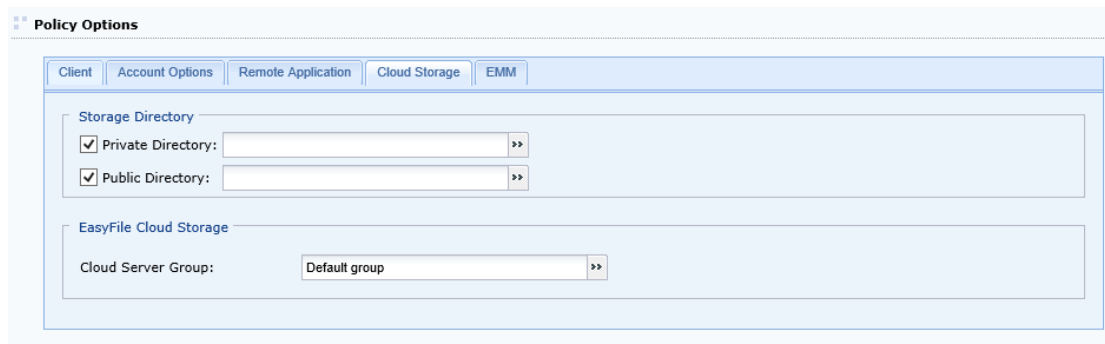 Policy Options
Client Account Options Remote Application Cloud Storage EMM
Storage Directory
Private Directory:
Public Directory:
EasyFile Cloud Storage
Cloud Server Group: Default group